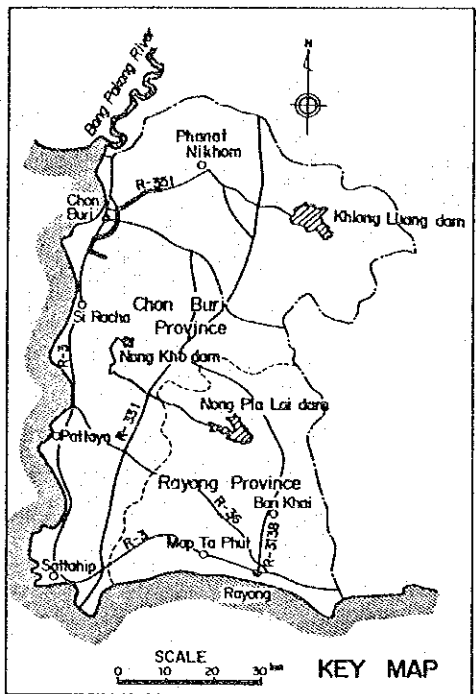 Bang Pakong River
N
Phanat
Nikhom
R-331
Chon
Buri
Khlong Luang dam
Si Racha
Chon Buri
Province
R-3
Nong Kho dam
R-331
Nong Pla Lai dam
Pattaya
Rayong Province
R-36
Ban Khai
R-3
Map Ta Phut
R-3138
Sattahip
Rayong
SCALE
0 10 20 30 km
KEY MAP